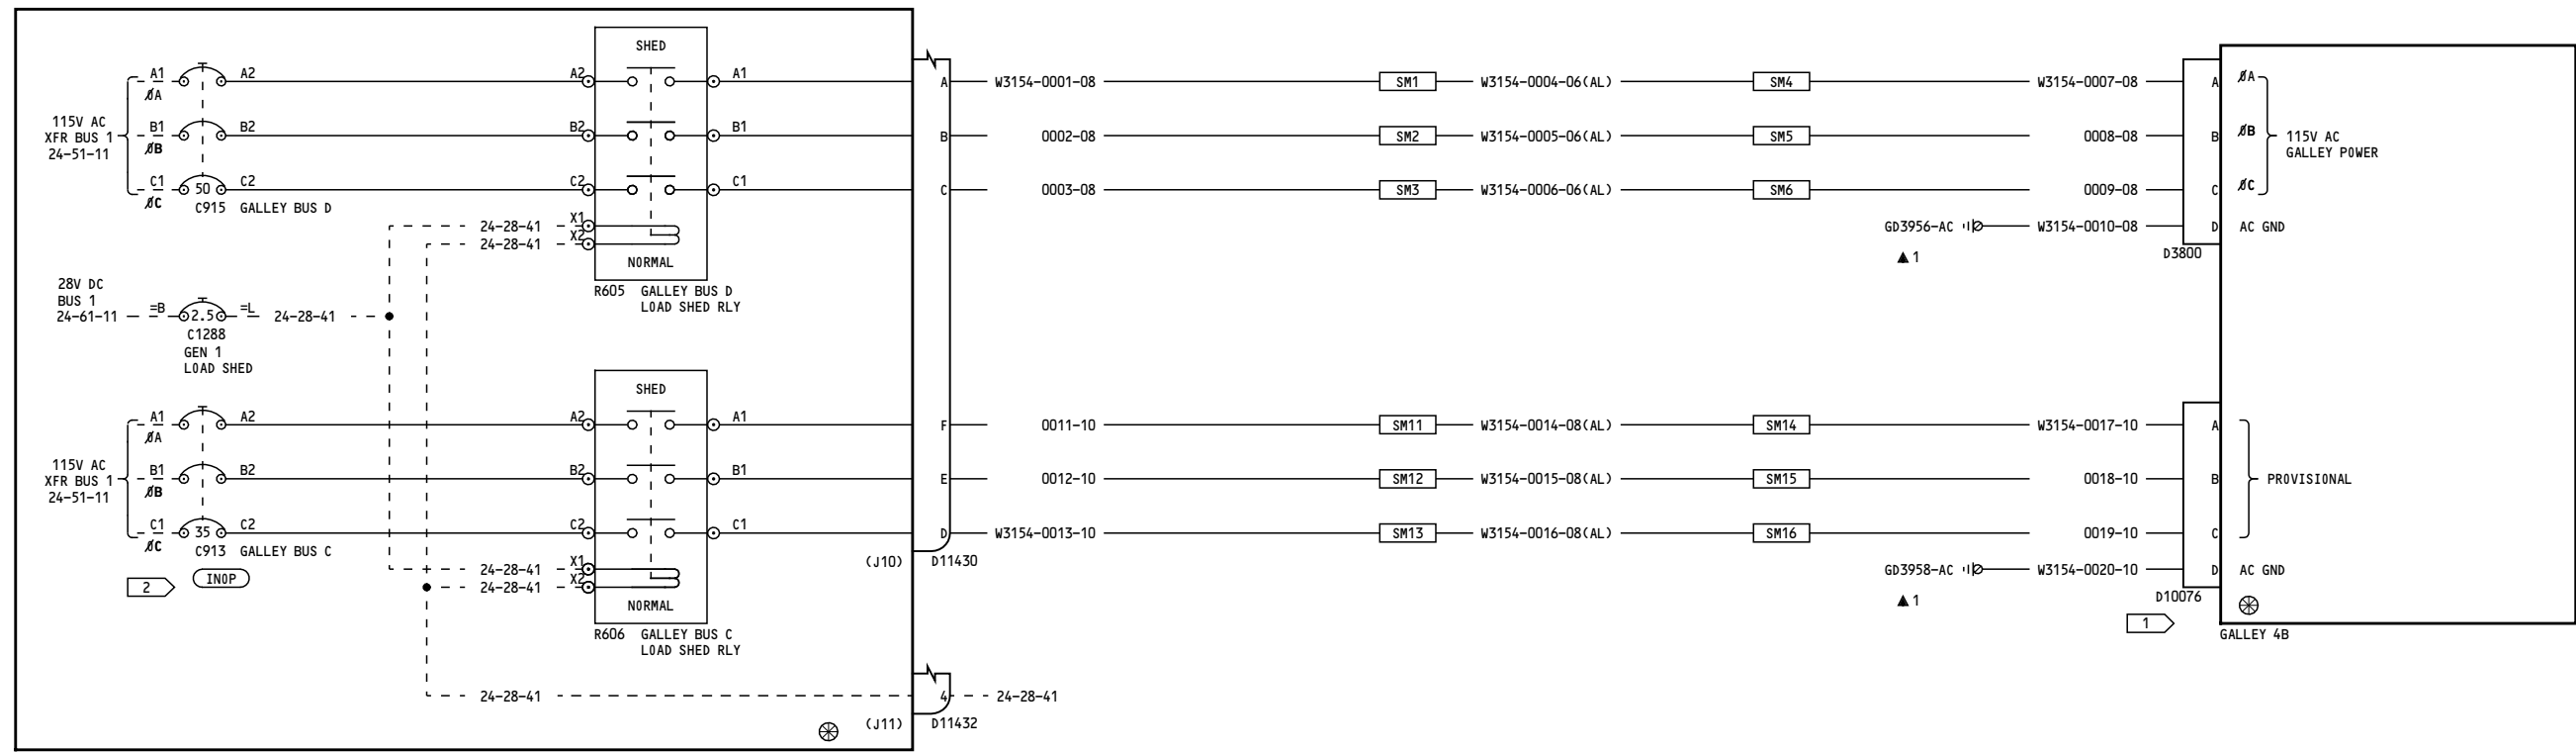 SHED
A1 A2 A2 A1 A W3154-0001-08 SM1 W3154-0004-06(AL) SM4 W3154-0007-08 A ØA
ØA
115V AC
XFR BUS 1
24-51-11
B1 B2 B2 B1 B 0002-08 SM2 W3154-0005-06(AL) SM5 0008-08 B ØB
ØB
115V AC
GALLEY POWER
C1 50 C2 C2 C1 C 0003-08 SM3 W3154-0006-06(AL) SM6 0009-08 C ØC
ØC
C915 GALLEY BUS D
24-28-41 X1
24-28-41 X2
GD3956-AC W3154-0010-08 D AC GND
▲1
D3800
NORMAL
R605 GALLEY BUS D
LOAD SHED RLY
28V DC
BUS 1
24-61-11 =B 2.5 =L 24-28-41
C1288
GEN 1
LOAD SHED
SHED
A1 A2 A2 A1 F 0011-10 SM11 W3154-0014-08(AL) SM14 W3154-0017-10 A
ØA
115V AC
XFR BUS 1
24-51-11
B1 B2 B2 B1 E 0012-10 SM12 W3154-0015-08(AL) SM15 0018-10 B PROVISIONAL
ØB
C1 35 C2 C2 C1 D W3154-0013-10 SM13 W3154-0016-08(AL) SM16 0019-10 C
ØC
C913 GALLEY BUS C
(J10) D11430
2 INOP
24-28-41 X1
24-28-41 X2
GD3958-AC W3154-0020-10 D AC GND
▲1
D10076
1
GALLEY 4B
NORMAL
R606 GALLEY BUS C
LOAD SHED RLY
24-28-41 4 24-28-41
(J11) D11432